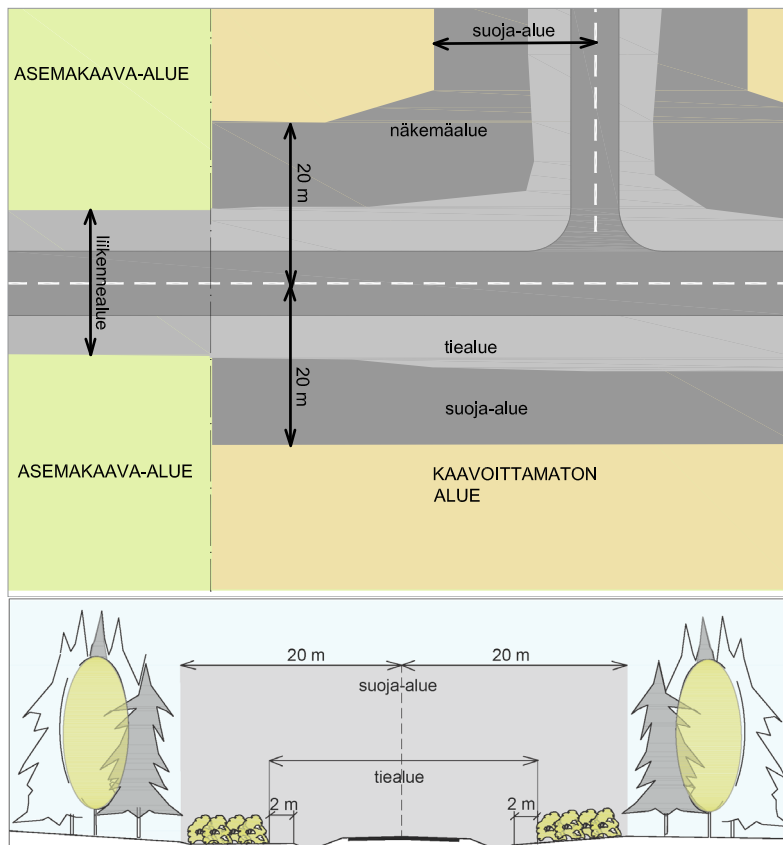 suoja-alue
ASEMAKAAVA-ALUE
näkemäalue
20 m
liikennealue
tiealue
20 m
suoja-alue
ASEMAKAAVA-ALUE
KAAVOITTAMATON
ALUE
20 m
20 m
suoja-alue
tiealue
2 m
2 m